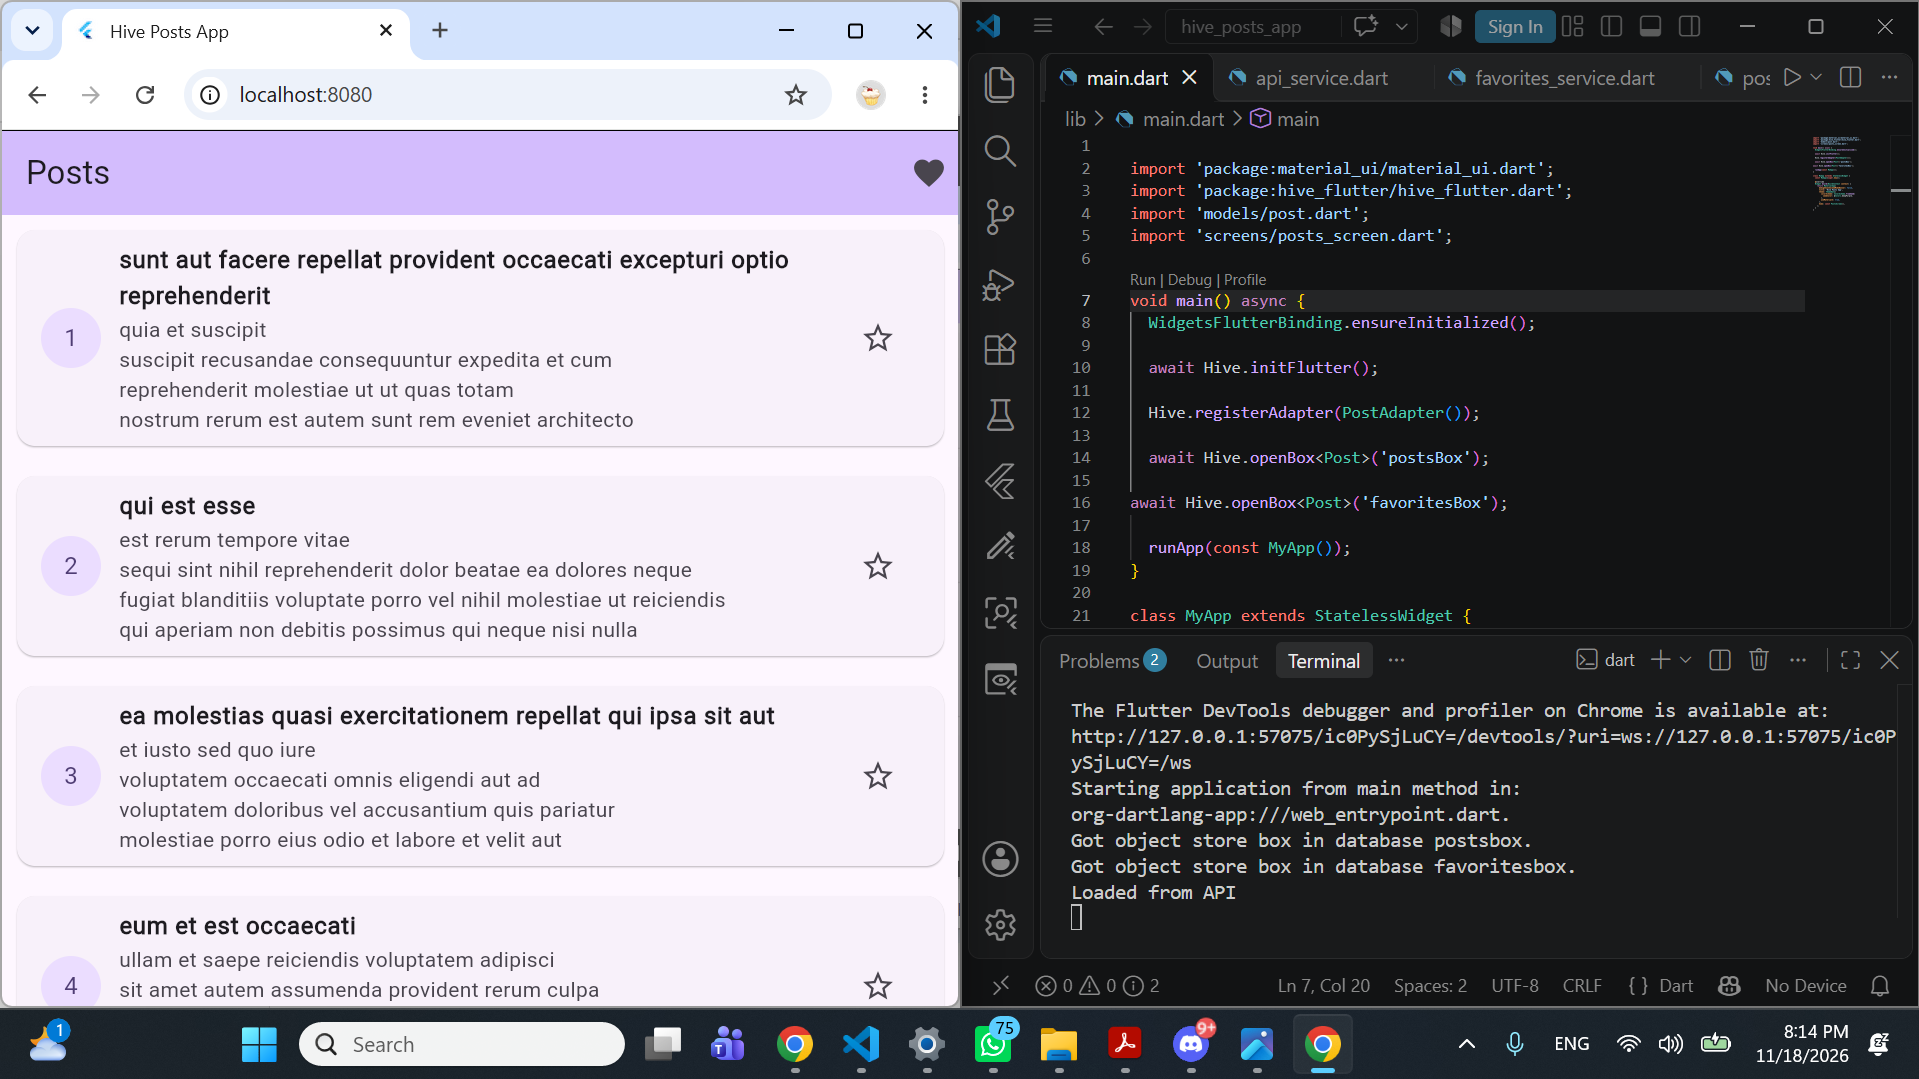 Hive Posts App
localhost:8080
Posts
1
sunt aut facere repellat provident occaecati excepturi optio
reprehenderit
quia et suscipit
suscipit recusandae consequuntur expedita et cum
reprehenderit molestiae ut ut quas totam
nostrum rerum est autem sunt rem eveniet architecto
2
qui est esse
est rerum tempore vitae
sequi sint nihil reprehenderit dolor beatae ea dolores neque
fugiat blanditiis voluptate porro vel nihil molestiae ut reiciendis
qui aperiam non debitis possimus qui neque nisi nulla
3
ea molestias quasi exercitationem repellat qui ipsa sit aut
et iusto sed quo iure
voluptatem occaecati omnis eligendi aut ad
voluptatem doloribus vel accusantium quis pariatur
molestiae porro eius odio et labore et velit aut
4
eum et est occaecati
ullam et saepe reiciendis voluptatem adipisci
sit amet autem assumenda provident rerum culpa
hive_posts_app
Sign In
main.dart
api_service.dart
favorites_service.dart
pos
lib > main.dart > main
1
2 import 'package:material_ui/material_ui.dart';
3 import 'package:hive_flutter/hive_flutter.dart';
4 import 'models/post.dart';
5 import 'screens/posts_screen.dart';
6
Run | Debug | Profile
7 void main() async {
8 WidgetsFlutterBinding.ensureInitialized();
9
10 await Hive.initFlutter();
11
12 Hive.registerAdapter(PostAdapter());
13
14 await Hive.openBox<Post>('postsBox');
15
16 await Hive.openBox<Post>('favoritesBox');
17
18 runApp(const MyApp());
19 }
20
21 class MyApp extends StatelessWidget {
Problems 2 Output Terminal
dart
The Flutter DevTools debugger and profiler on Chrome is available at:
http://127.0.0.1:57075/ic0PySjLuCY=/devtools/?uri=ws://127.0.0.1:57075/ic0P
ySjLuCY=/ws
Starting application from main method in:
org-dartlang-app:///web_entrypoint.dart.
Got object store box in database postsbox.
Got object store box in database favoritesbox.
Loaded from API
0 0 2
Ln 7, Col 20 Spaces: 2 UTF-8 CRLF { } Dart No Device
1
Search
T
75
9+
ENG
8:14 PM
11/18/2026